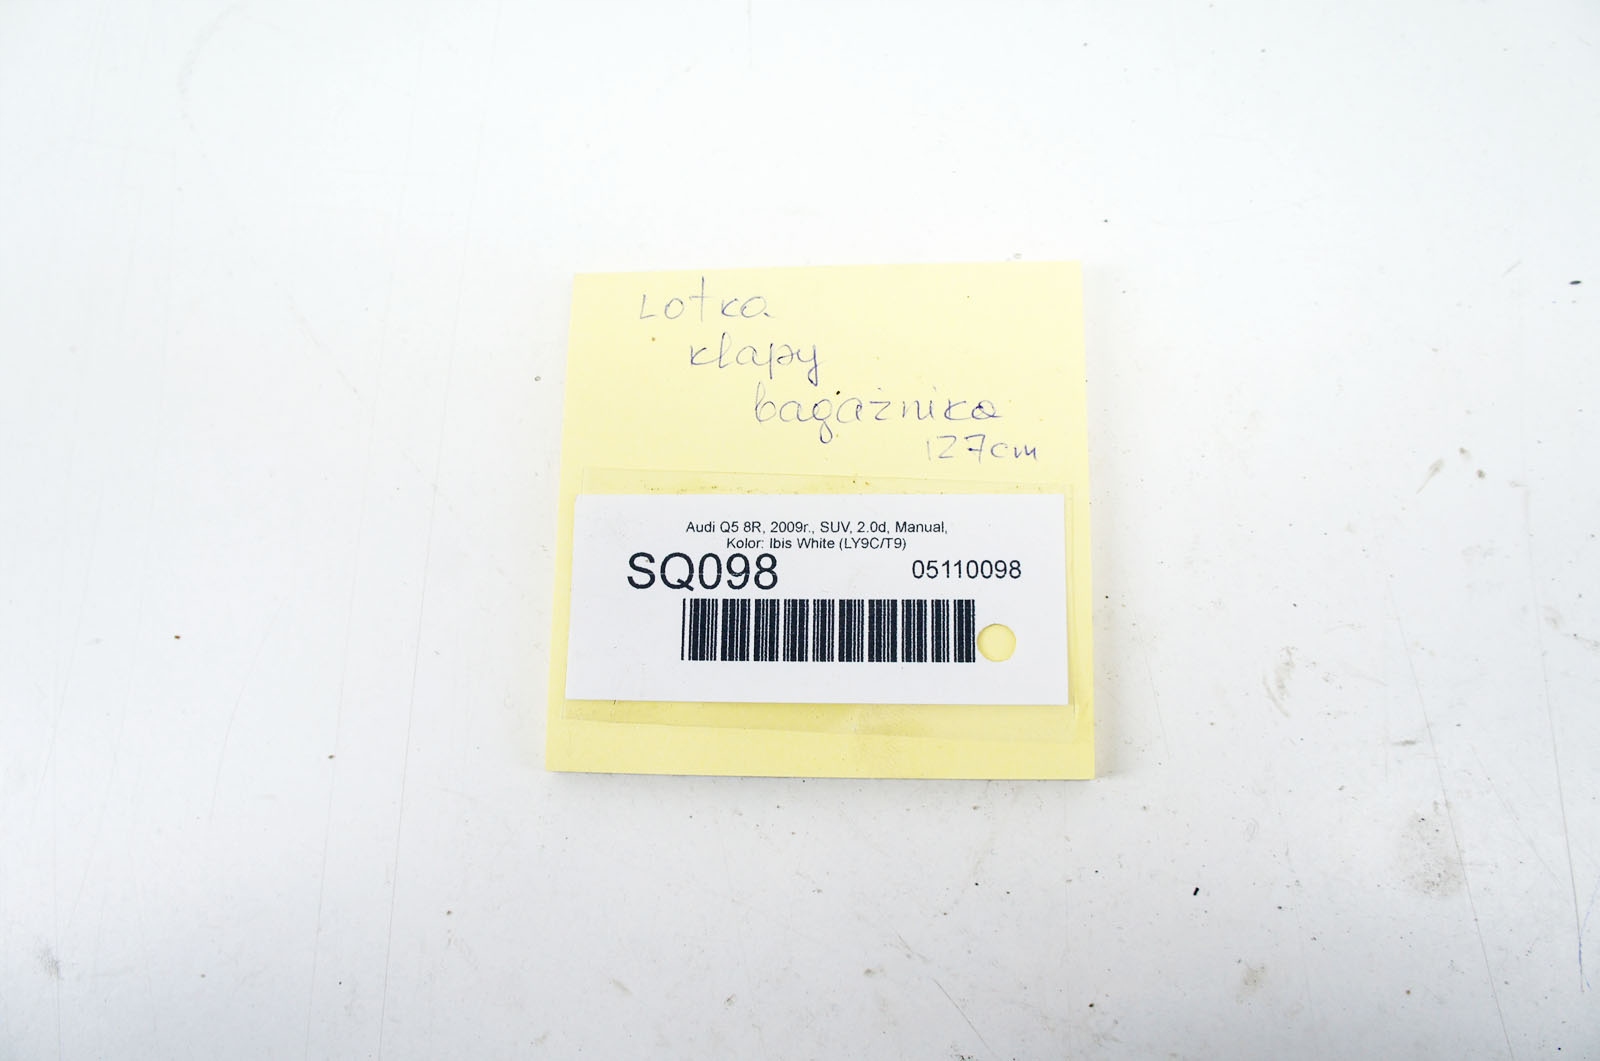 Lotka
klapy
bagażnika
127cm
Audi Q5 8R, 2009r., SUV, 2.0d, Manual,
Kolor: Ibis White (LY9C/T9)
SQ098 05110098